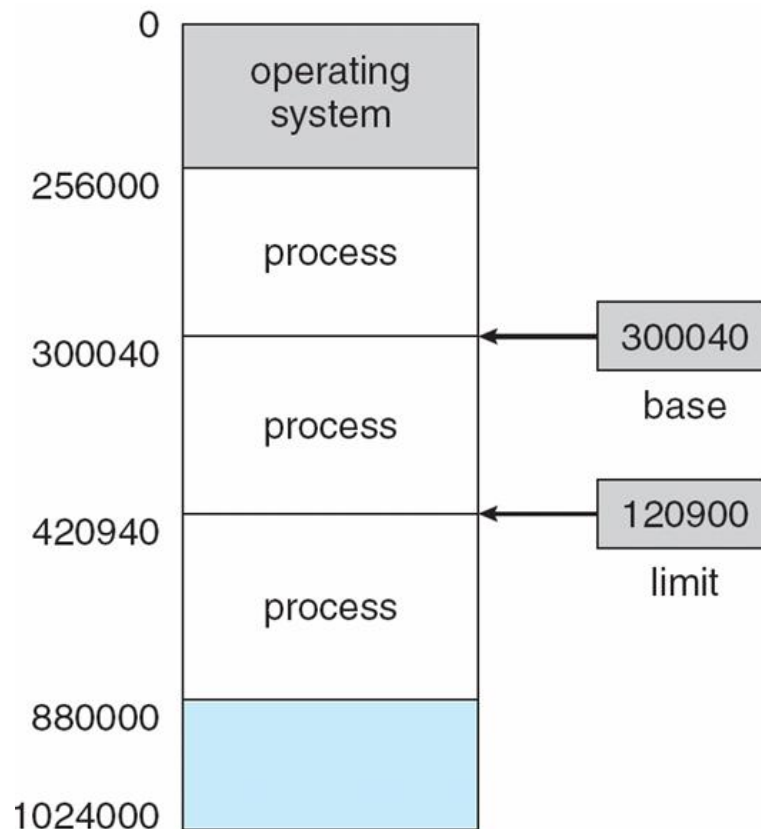 0
operating
system
256000
process
300040
300040
base
process
420940
120900
limit
process
880000
1024000